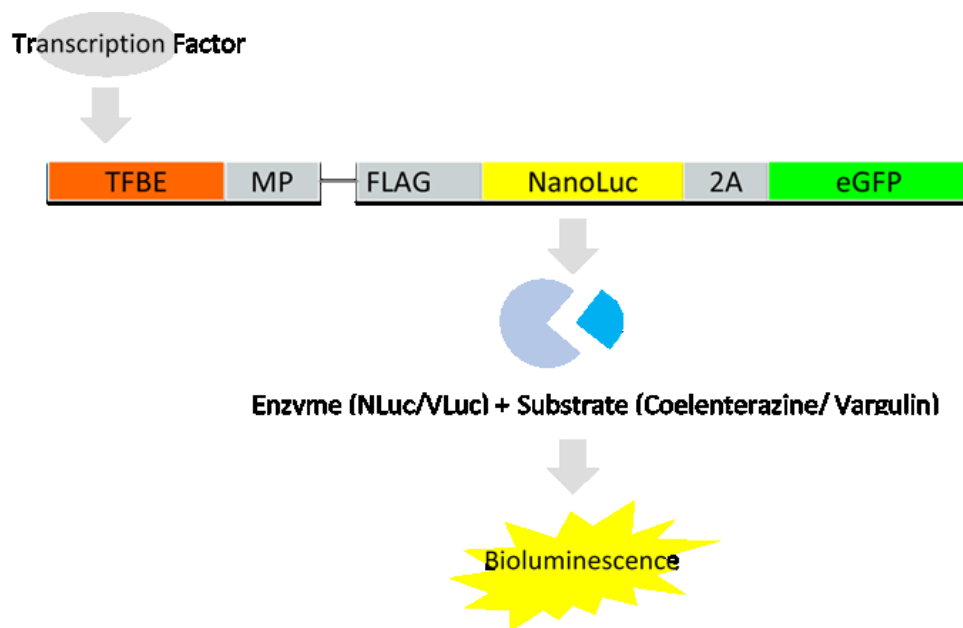 Transcription Factor
TFBE MP FLAG NanoLuc 2A eGFP
Enzyme (NLuc/VLuc) + Substrate (Coelenterazine/ Vargulin)
Bioluminescence